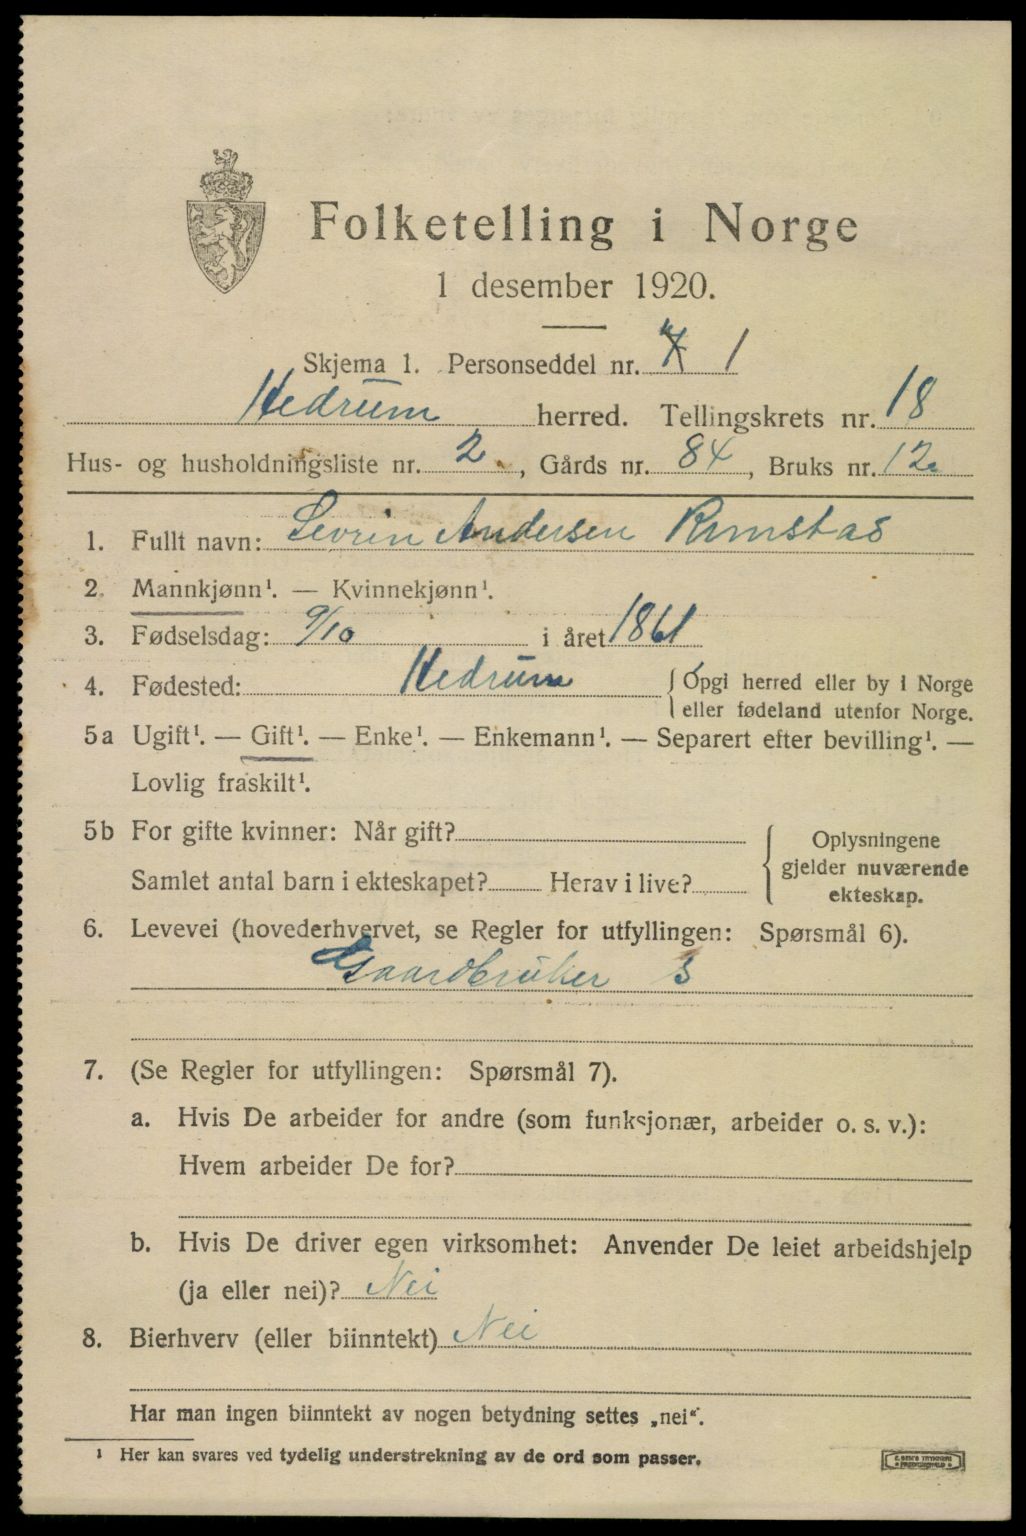 Folketelling i Norge
1 desember 1920.
Skjema 1. Personseddel nr. 1
Hedrum herred. Tellingskrets nr. 18
Hus- og husholdningsliste nr. 2, Gårds nr. 84, Bruks nr. 12
1. Fullt navn: Sevrin Andersen
2. Mannkjønn¹. — Kvinnekjønn¹.
3. Fødselsdag: 9/10 i året 1861
4. Fødested: Hedrum { Opgi herred eller by i Norge
eller fødeland utenfor Norge.
5a Ugift¹. — Gift¹. — Enke¹. — Enkemann¹. — Separert efter bevilling¹. —
Lovlig fraskilt¹.
5b For gifte kvinner: Når gift?
Samlet antal barn i ekteskapet? Herav i live?
{ Oplysningene
gjelder nuværende
ekteskap.
6. Levevei (hovederhvervet, se Regler for utfyllingen: Spørsmål 6).
Gaardbruker S
7. (Se Regler for utfyllingen: Spørsmål 7).
a. Hvis De arbeider for andre (som funksjonær, arbeider o. s. v.):
Hvem arbeider De for?
b. Hvis De driver egen virksomhet: Anvender De leiet arbeidshjelp
(ja eller nei)? Nei
8. Bierhverv (eller biinntekt) Nei
Har man ingen biinntekt av nogen betydning settes „nei“.
¹ Her kan svares ved tydelig understrekning av de ord som passer.